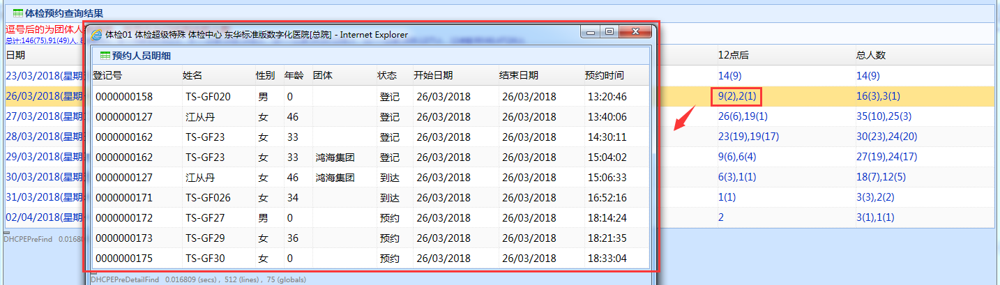 体检预约查询结果
逗号后的为团体人
总计:146(75),91(49)人.
体检01 体检超级特殊 体检中心 东华标准版数字化医院[总院] - Internet Explorer
预约人员明细
日期 12点后 总人数
登记号 姓名 性别 年龄 团体 状态 开始日期 结束日期 预约时间
23/03/2018(星期 14(9) 14(9)
0000000158 TS-GF020 男 0 登记 26/03/2018 26/03/2018 13:20:46
26/03/2018(星期 9(2),2(1) 16(3),3(1)
0000000127 江从丹 女 46 登记 26/03/2018 26/03/2018 13:40:06
27/03/2018(星期 26(6),19(1) 35(10),25(3)
0000000162 TS-GF23 女 33 登记 26/03/2018 26/03/2018 14:30:11
28/03/2018(星期 23(19),19(17) 30(23),24(20)
0000000162 TS-GF23 女 33 鸿海集团 登记 26/03/2018 26/03/2018 15:04:02
29/03/2018(星期 9(6),6(4) 27(19),24(17)
0000000127 江从丹 女 46 鸿海集团 到达 26/03/2018 26/03/2018 15:06:33
30/03/2018(星期 6(3),1(1) 18(7),12(5)
0000000171 TS-GF026 女 34 到达 26/03/2018 26/03/2018 16:52:16
31/03/2018(星期 1(1) 3(3),2(2)
0000000172 TS-GF27 男 0 预约 26/03/2018 26/03/2018 18:14:24
02/04/2018(星期 2 3(1),1(1)
0000000173 TS-GF29 女 36 预约 26/03/2018 26/03/2018 18:21:35
0000000175 TS-GF30 女 0 预约 26/03/2018 26/03/2018 18:33:04
DHCPEPreFind 0.016809
DHCPEPreDetailFind 0.016809 (secs) , 512 (lines) , 75 (globals)